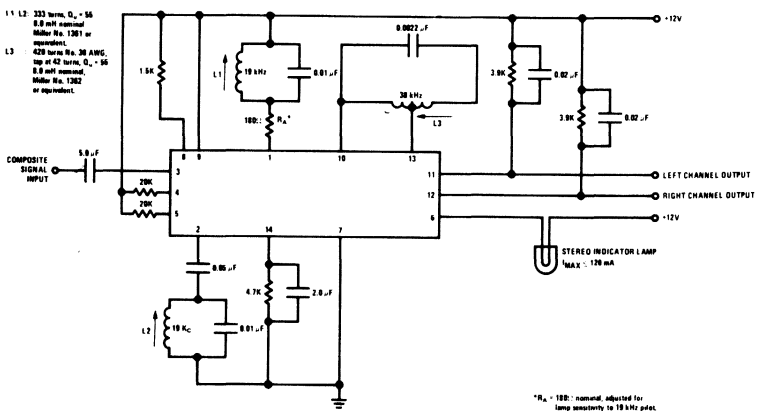 L1 L2: 333 turns, Qu = 55
8.0 mH nominal
Miller No. 1361 or
equivalent.
L3 : 420 turns No. 38 AWG,
tap at 42 turns, Qu = 55
8.0 mH nominal,
Miller No. 1362
or equivalent.
+12V
0.0022 µF
1.5K
L1
19 kHz
0.01 µF
38 kHz
L3
3.9K
0.02 µF
3.9K
0.02 µF
180Ω RA*
5.0 µF
COMPOSITE
SIGNAL
INPUT
8
9
1
10
13
3
4
5
20K
20K
11
12
6
LEFT CHANNEL OUTPUT
RIGHT CHANNEL OUTPUT
+12V
2
14
7
STEREO INDICATOR LAMP
IMAX = 120 mA
0.05 µF
4.7K
2.0 µF
L2
19 KC
0.01 µF
*RA = 180Ω nominal, adjusted for
lamp sensitivity to 19 kHz pilot.